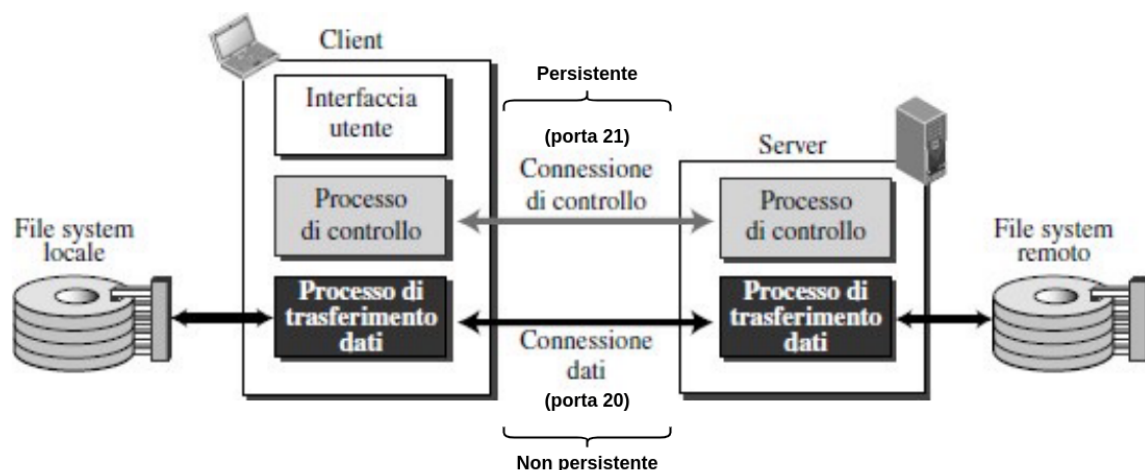 Client
Interfaccia
utente
Processo
di controllo
Processo di
trasferimento
dati
File system
locale
Persistente
(porta 21)
Connessione
di controllo
Connessione
dati
(porta 20)
Non persistente
Server
Processo
di controllo
Processo di
trasferimento
dati
File system
remoto